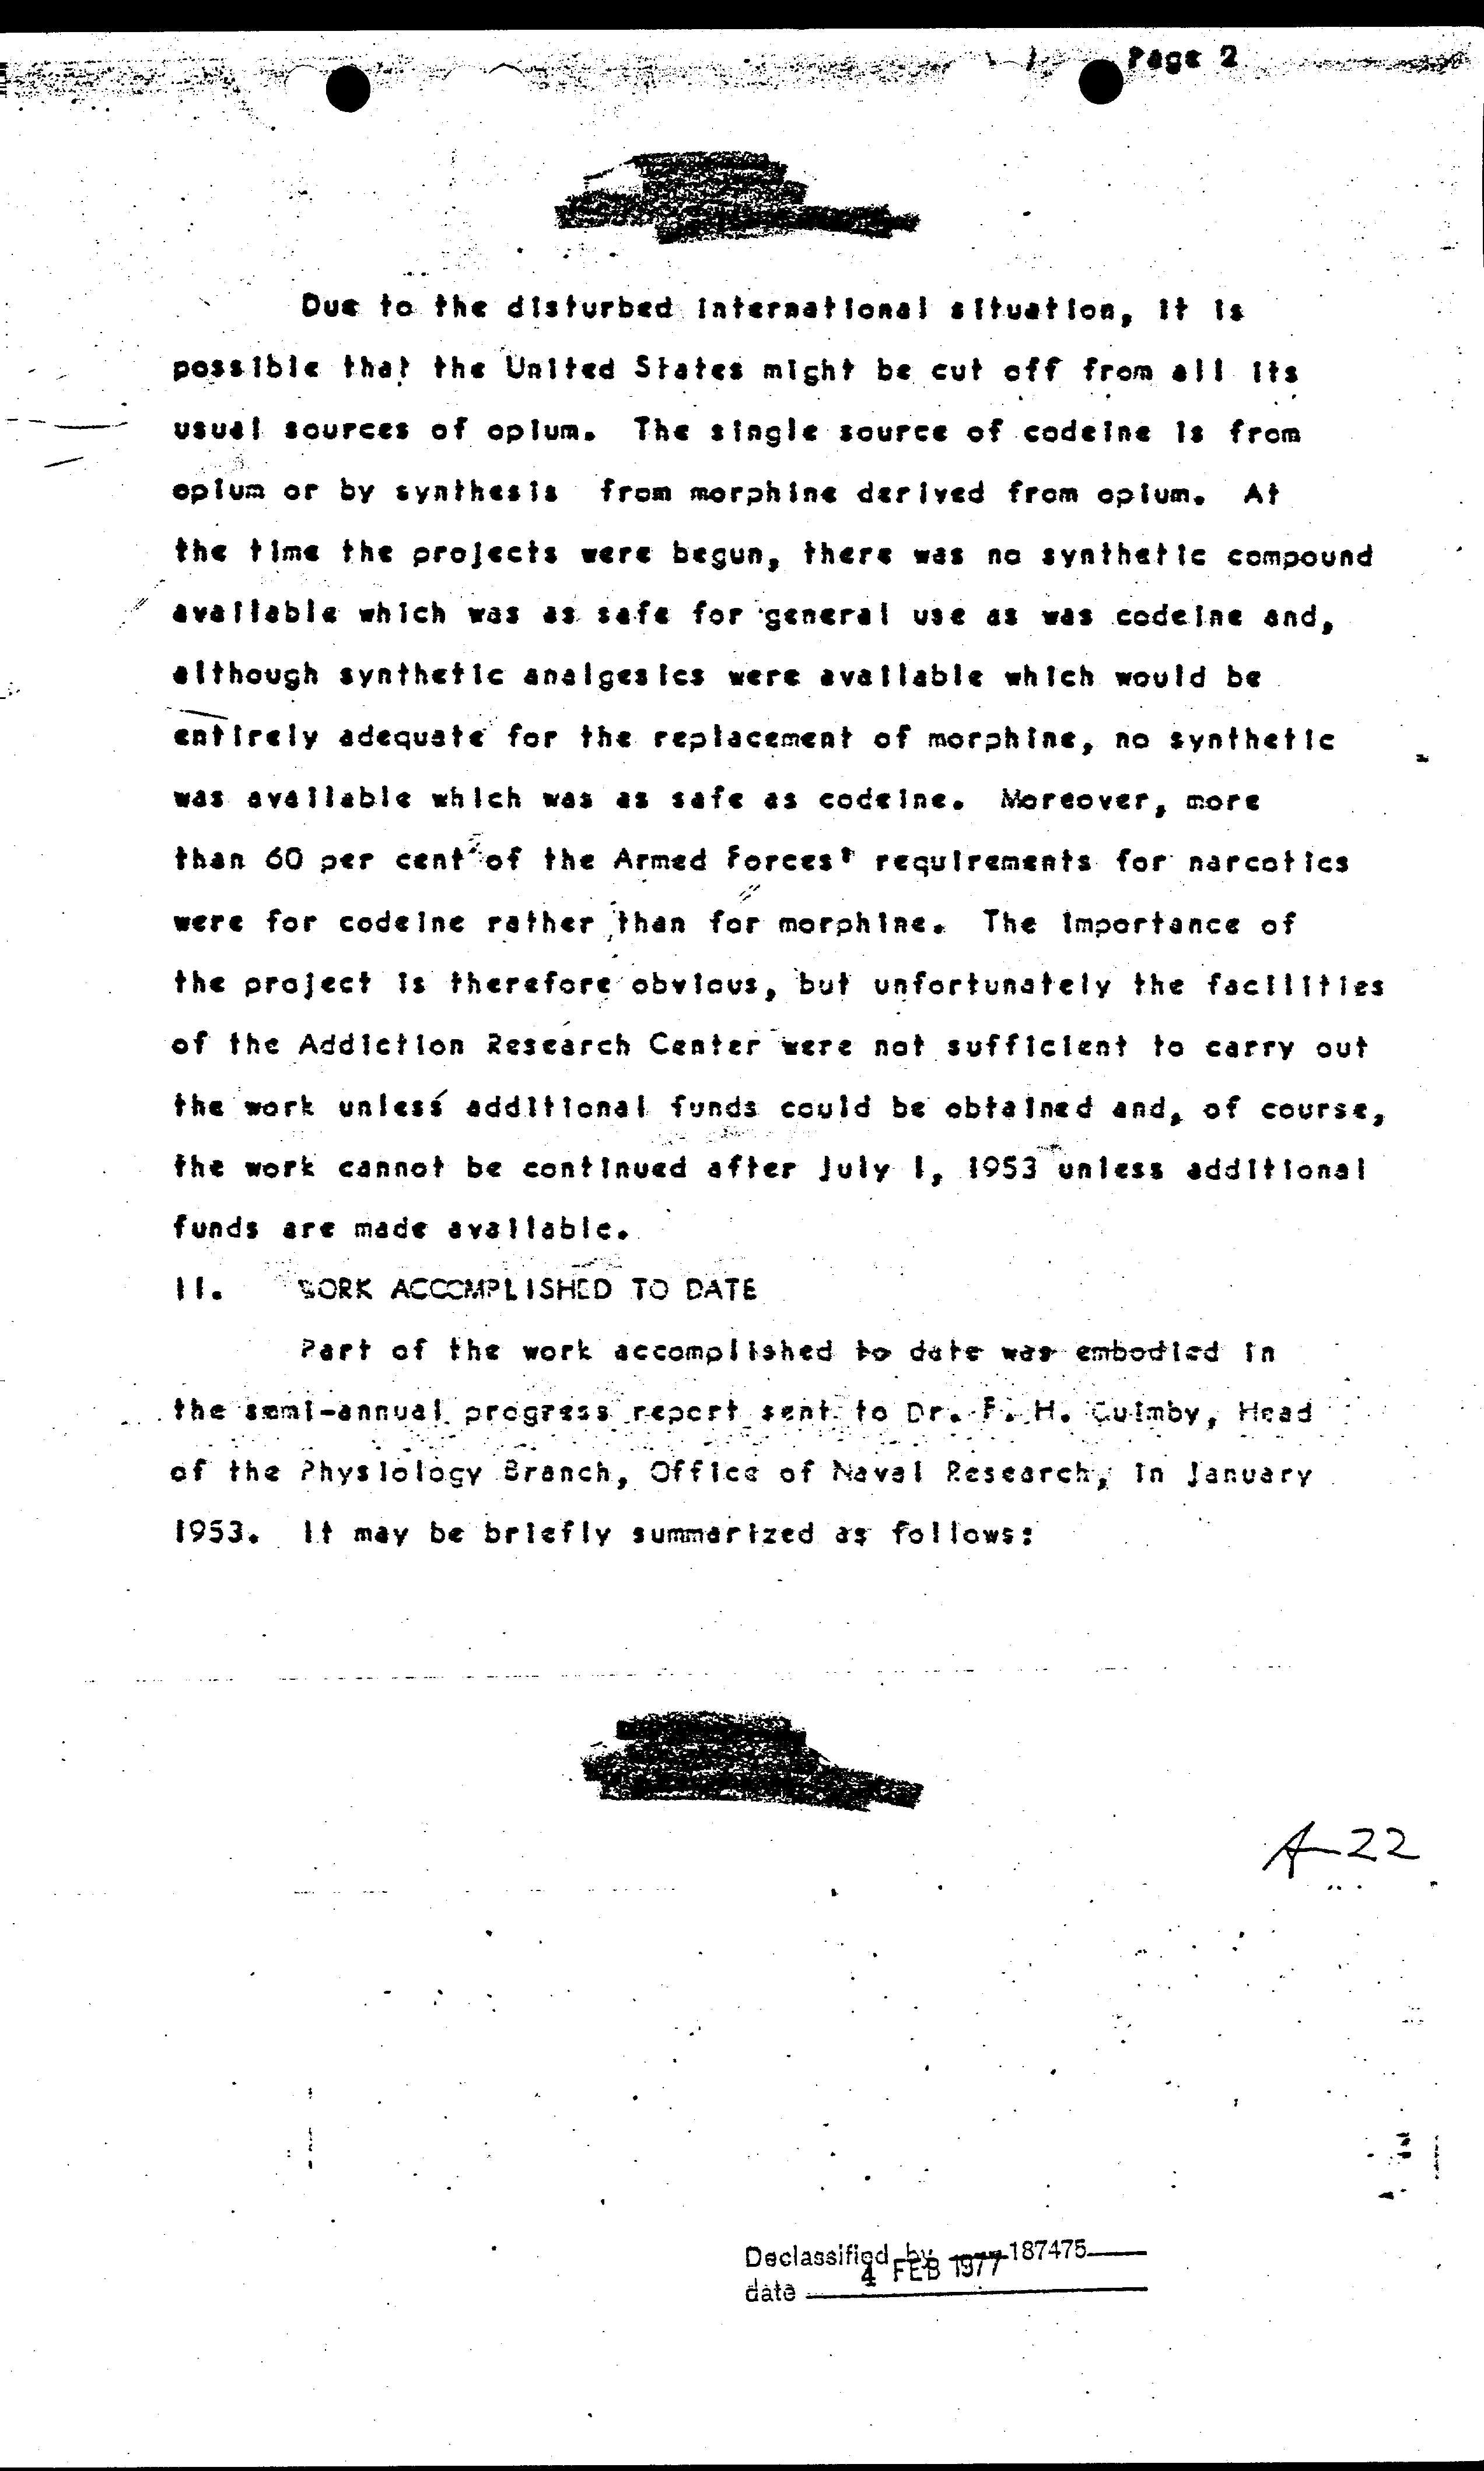 Page 2
Due to the disturbed international situation, it is
possible that the United States might be cut off from all its
usual sources of opium. The single source of codeine is from
opium or by synthesis from morphine derived from opium. At
the time the projects were begun, there was no synthetic compound
available which was as safe for general use as was codeine and,
although synthetic analgesics were available which would be
entirely adequate for the replacement of morphine, no synthetic
was available which was as safe as codeine. Moreover, more
than 60 per cent of the Armed Forces' requirements for narcotics
were for codeine rather than for morphine. The importance of
the project is therefore obvious, but unfortunately the facilities
of the Addiction Research Center were not sufficient to carry out
the work unless additional funds could be obtained and, of course,
the work cannot be continued after July 1, 1953 unless additional
funds are made available.
II. WORK ACCOMPLISHED TO DATE
Part of the work accomplished to date was embodied in
the semi-annual progress report sent to Dr. F. H. Quimby, Head
of the Physiology Branch, Office of Naval Research, in January
1953. It may be briefly summarized as follows:
A-22
Declassified by 187475
4 FEB 1977
date